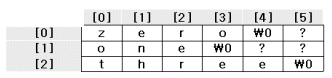 [0] [1] [2] [3] [4] [5]
[0] z e r o ₩0 ?
[1] o n e ₩0 ? ?
[2] t h r e e ₩0